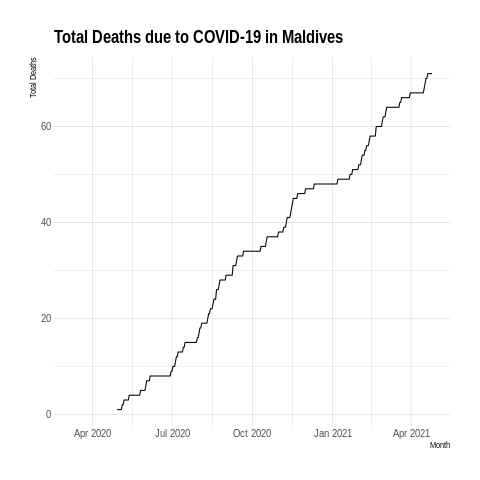 Total Deaths due to COVID-19 in Maldives
Total Deaths
60
40
20
0
Apr 2020 Jul 2020 Oct 2020 Jan 2021 Apr 2021
Month